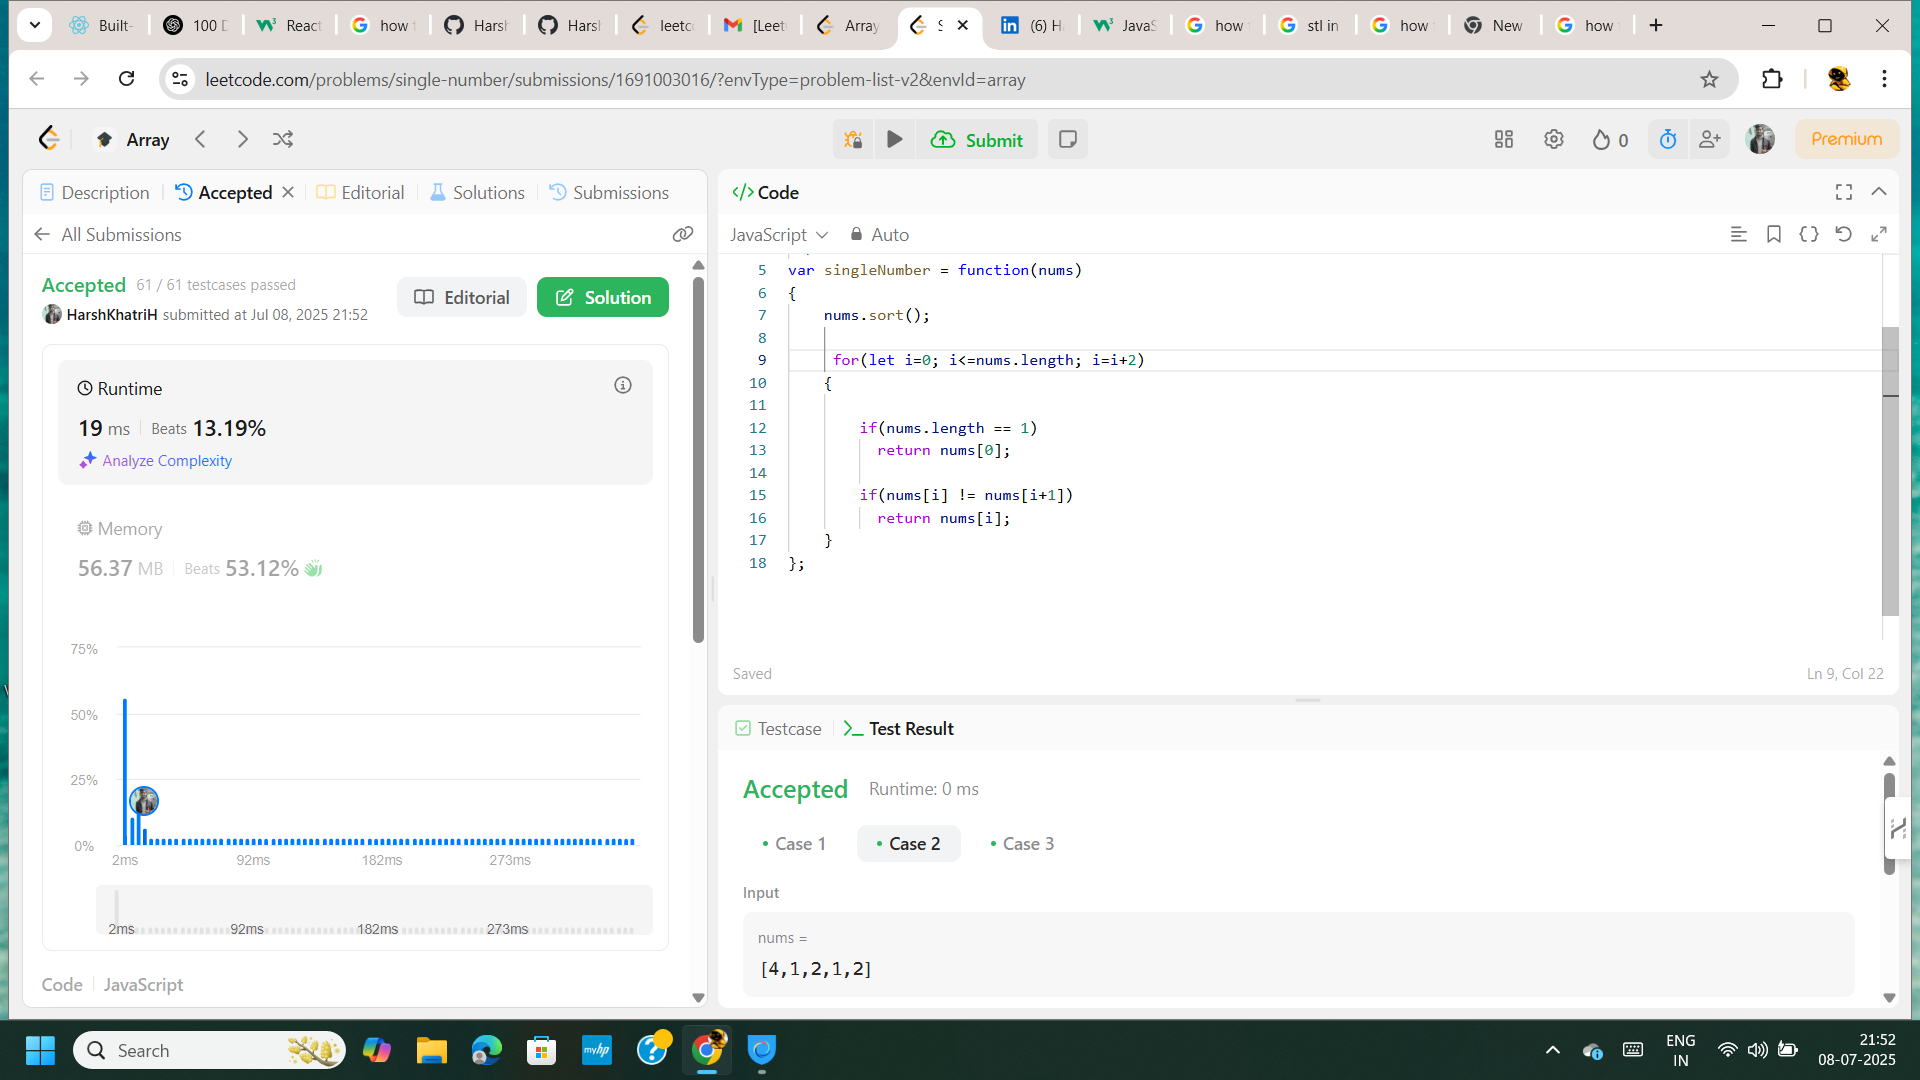 Built-
100 D
React
how t
Harsh
Harsh
leetco
[Leet
Array
S
(6) Ha
JavaS
how t
stl in
how t
New
how t
leetcode.com/problems/single-number/submissions/1691003016/?envType=problem-list-v2&envId=array
Array
Submit
0
Premium
Description
Accepted
Editorial
Solutions
Submissions
All Submissions
Accepted 61 / 61 testcases passed
HarshKhatriH submitted at Jul 08, 2025 21:52
Editorial
Solution
Runtime
19 ms Beats 13.19%
Analyze Complexity
Memory
56.37 MB Beats 53.12%
75%
50%
25%
0%
2ms 92ms 182ms 273ms
2ms 92ms 182ms 273ms
Code JavaScript
</> Code
JavaScript Auto
5 var singleNumber = function(nums)
6 {
7 nums.sort();
8
9 for(let i=0; i<=nums.length; i=i+2)
10 {
11
12 if(nums.length == 1)
13 return nums[0];
14
15 if(nums[i] != nums[i+1])
16 return nums[i];
17 }
18 };
Saved
Ln 9, Col 22
Testcase
Test Result
Accepted Runtime: 0 ms
Case 1
Case 2
Case 3
Input
nums =
[4,1,2,1,2]
Search
myhp
ENG
IN
21:52
08-07-2025